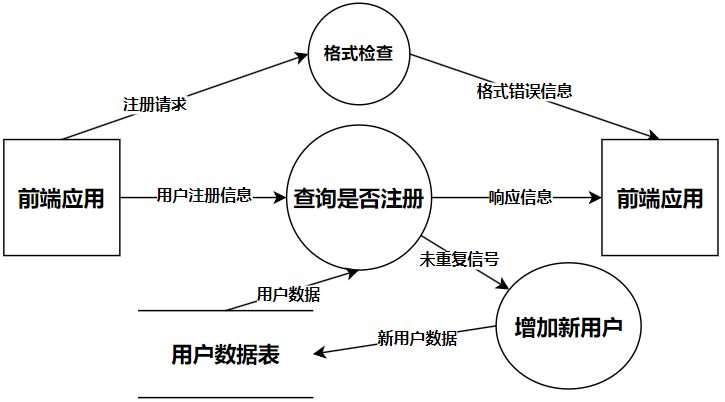 格式检查
注册请求
格式错误信息
前端应用
用户注册信息
查询是否注册
响应信息
前端应用
未重复信号
用户数据
增加新用户
新用户数据
用户数据表